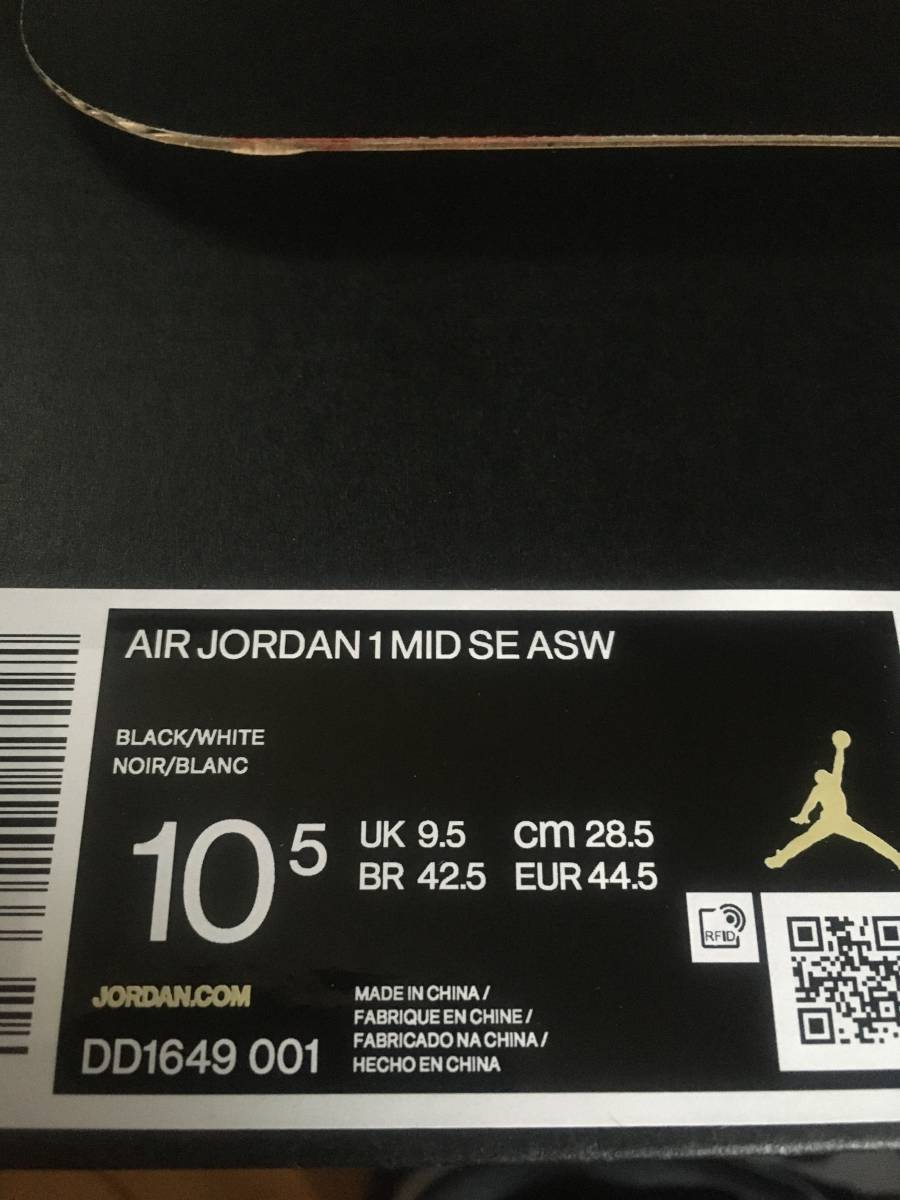 AIR JORDAN 1 MID SE ASW
BLACK/WHITE
NOIR/BLANC
10 5
UK 9.5 cm 28.5
BR 42.5 EUR 44.5
RFID
JORDAN.COM
DD1649 001
MADE IN CHINA /
FABRIQUE EN CHINE /
FABRICADO NA CHINA /
HECHO EN CHINA